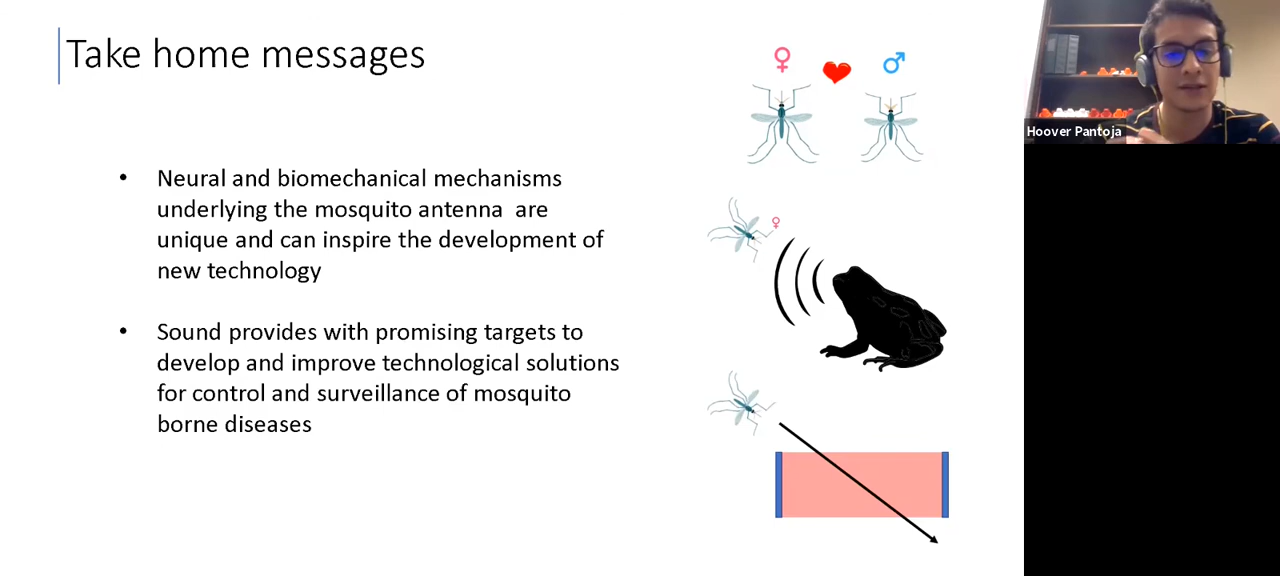 Take home messages
• Neural and biomechanical mechanisms
underlying the mosquito antenna are
unique and can inspire the development of
new technology
• Sound provides with promising targets to
develop and improve technological solutions
for control and surveillance of mosquito
borne diseases
♀ ♂
♀
Hoover Pantoja